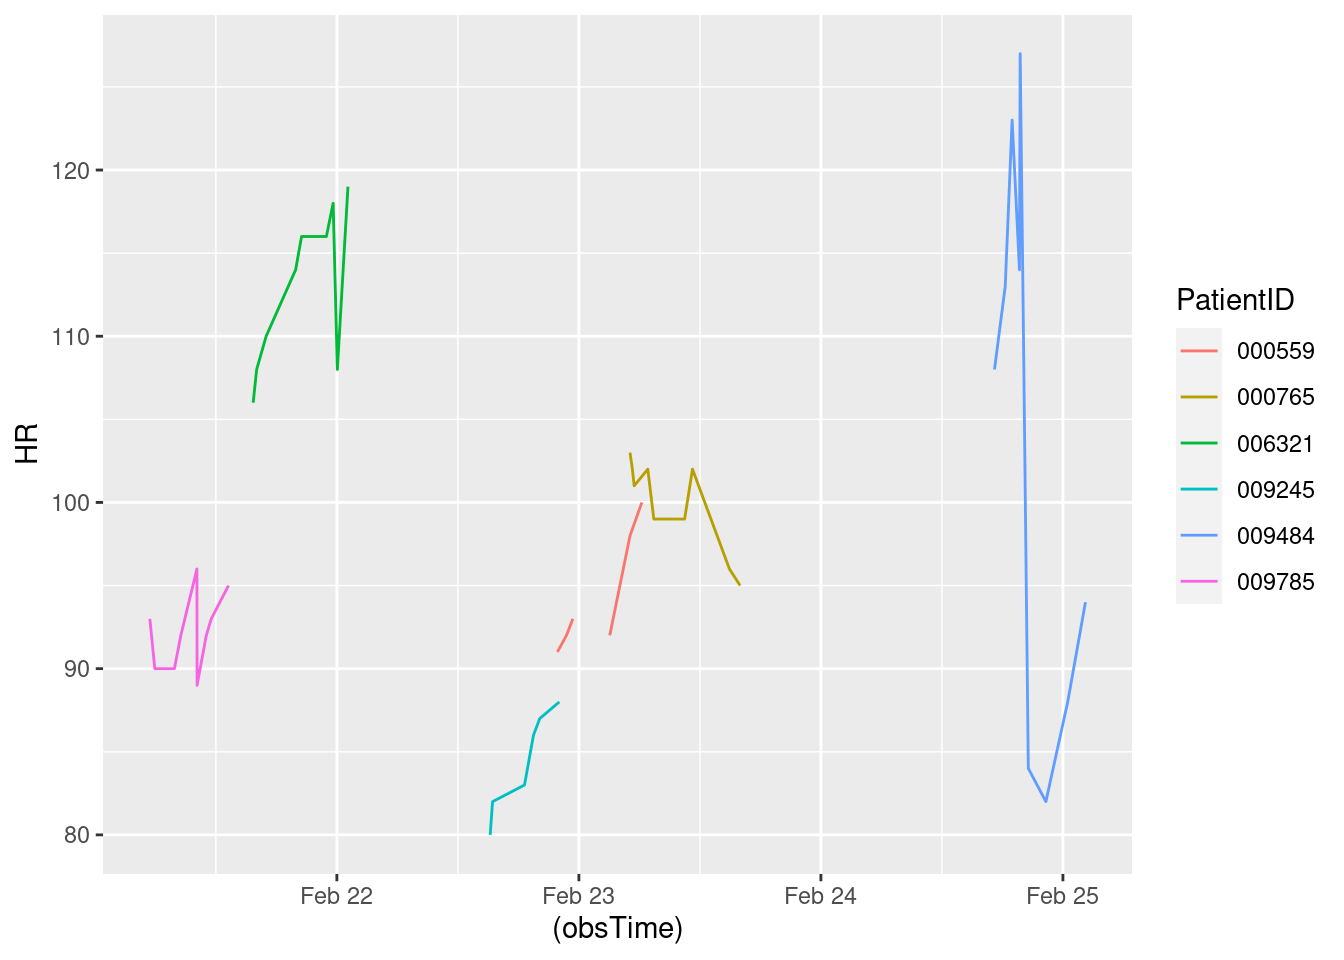 HR
120
110
100
90
80
Feb 22
Feb 23
Feb 24
Feb 25
(obsTime)
PatientID
000559
000765
006321
009245
009484
009785